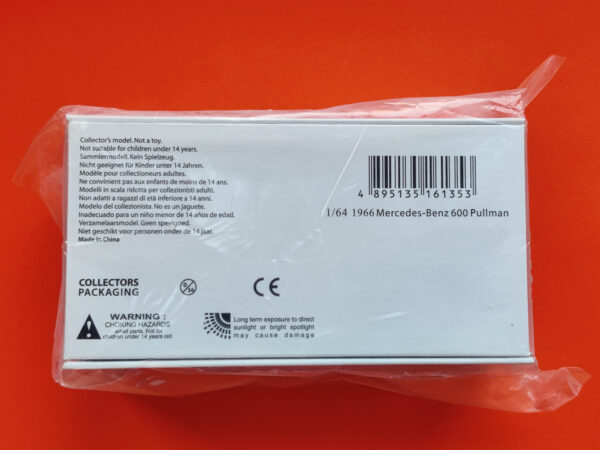 Collector's model. Not a toy.
Not suitable for children under 14 years.
Sammlermodell. Kein Spielzeug.
Nicht geeignet für Kinder unter 14 Jahren.
Modèle pour collectioneurs adultes.
Ne convienient pas aux enfants de moins de 14 ans.
Modelli in scala ridotta per collezionisti adulti.
Non adatti a ragazzi di età inferiore a 14 anni.
Modelo del collezionista. No es un jaguete.
Inadecuado para un niño menor de 14 años de edad.
Verzamelaarsmodel. Geen speelgoed.
Niet geschikt voor personen onder de 14 jaar.
Made in China
4 895135 161353
1/64 1966 Mercedes-Benz 600 Pullman
COLLECTORS
PACKAGING
0/14
CE
WARNING:
CHOKING HAZARDS
small parts. Not for
children under 14 years old
Long term exposure to direct
sunlight or bright spotlight
may cause damage